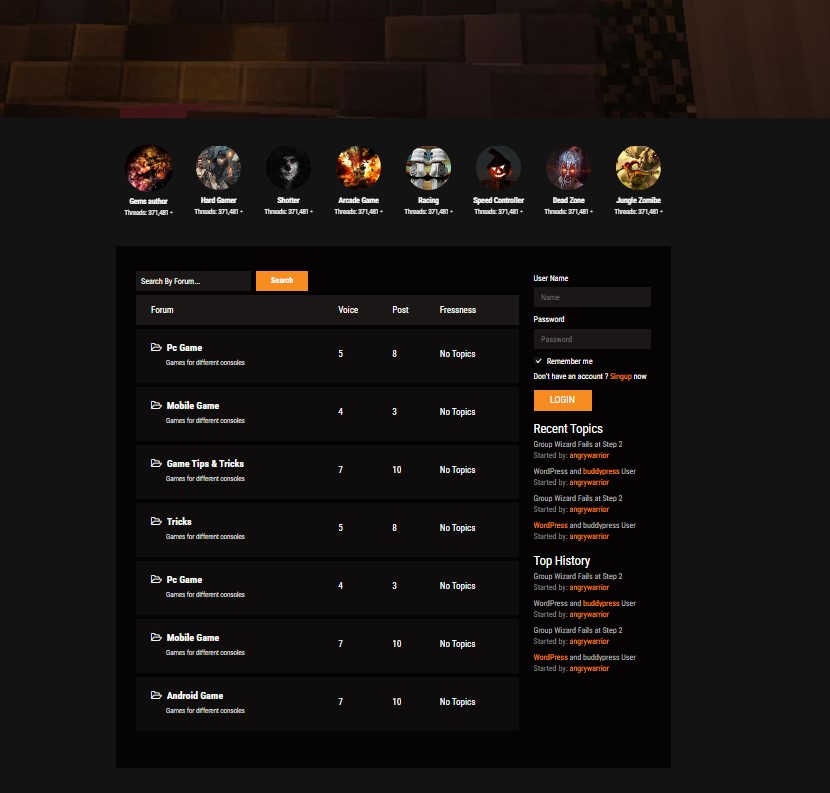 Gems author
Hard Gamer
Shotter
Arcade Game
Racing
Speed Controller
Dead Zone
Jungle Zomibe
Threads: 371,481 •
Threads: 371,481 •
Threads: 371,481 •
Threads: 371,481 •
Threads: 371,481 •
Threads: 371,481 •
Threads: 371,481 •
Threads: 371,481 •
Search By Forum...
Search
Forum Voice Post Fressness
Pc Game
Games for different consoles
5 8 No Topics
Mobile Game
Games for different consoles
4 3 No Topics
Game Tips & Tricks
Games for different consoles
7 10 No Topics
Tricks
Games for different consoles
5 8 No Topics
Pc Game
Games for different consoles
4 3 No Topics
Mobile Game
Games for different consoles
7 10 No Topics
Android Game
Games for different consoles
7 10 No Topics
User Name
Name
Password
Password
Remember me
Don't have an account ? Singup now
LOGIN
Recent Topics
Group Wizard Fails at Step 2
Started by: angrywarrior
WordPress and buddypress User
Started by: angrywarrior
Group Wizard Fails at Step 2
Started by: angrywarrior
WordPress and buddypress User
Started by: angrywarrior
Top History
Group Wizard Fails at Step 2
Started by: angrywarrior
WordPress and buddypress User
Started by: angrywarrior
Group Wizard Fails at Step 2
Started by: angrywarrior
WordPress and buddypress User
Started by: angrywarrior